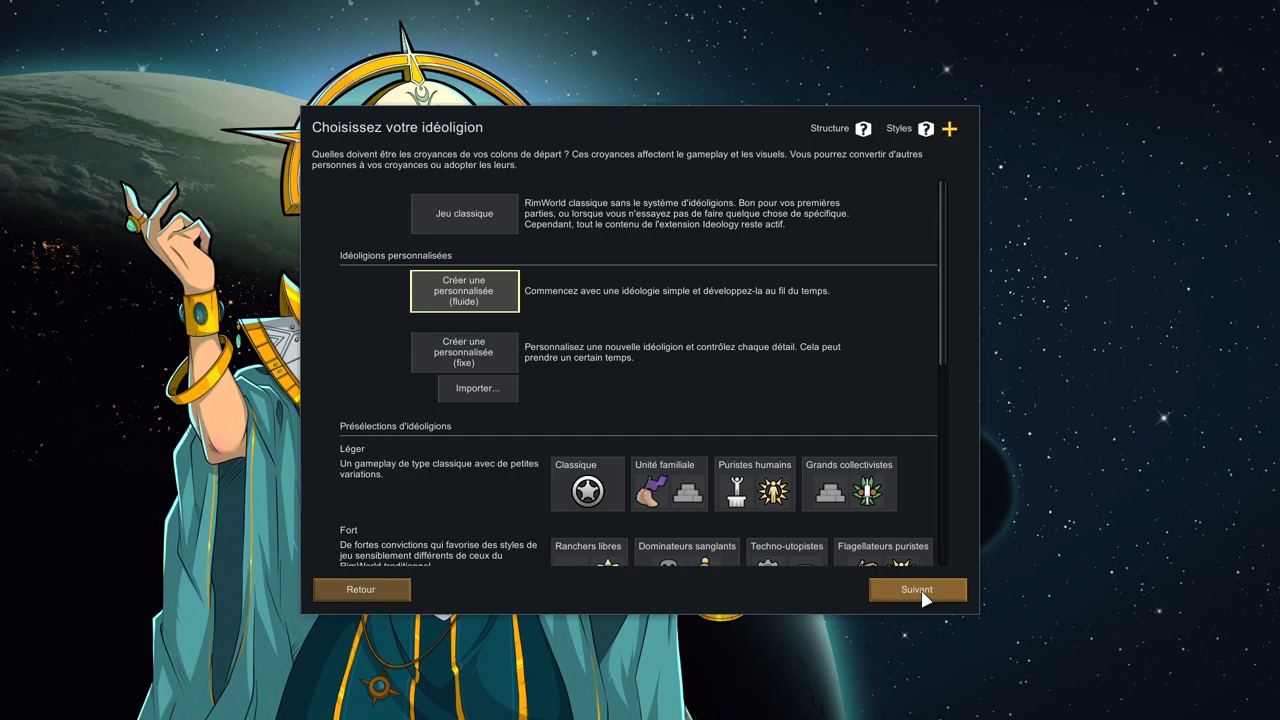 Choisissez votre idéoligion
Structure
Styles
Quelles doivent être les croyances de vos colons de départ ? Ces croyances affectent le gameplay et les visuels. Vous pourrez convertir d'autres
personnes à vos croyances ou adopter les leurs.
Jeu classique
RimWorld classique sans le système d'idéoligions. Bon pour vos premières
parties, ou lorsque vous n'essayez pas de faire quelque chose de spécifique.
Cependant, tout le contenu de l'extension Ideology reste actif.
Idéoligions personnalisées
Créer une
personnalisée
(fluide)
Commencez avec une idéologie simple et développez-la au fil du temps.
Créer une
personnalisée
(fixe)
Personnalisez une nouvelle idéoligion et contrôlez chaque détail. Cela peut
prendre un certain temps.
Importer...
Présélections d'idéoligions
Léger
Un gameplay de type classique avec de petites
variations.
Classique
Unité familiale
Puristes humains
Grands collectivistes
Fort
De fortes convictions qui favorise des styles de
jeu sensiblement différents de ceux du
RimWorld traditionnel.
Ranchers libres
Dominateurs sanglants
Techno-utopistes
Flagellateurs puristes
Retour
Suivant